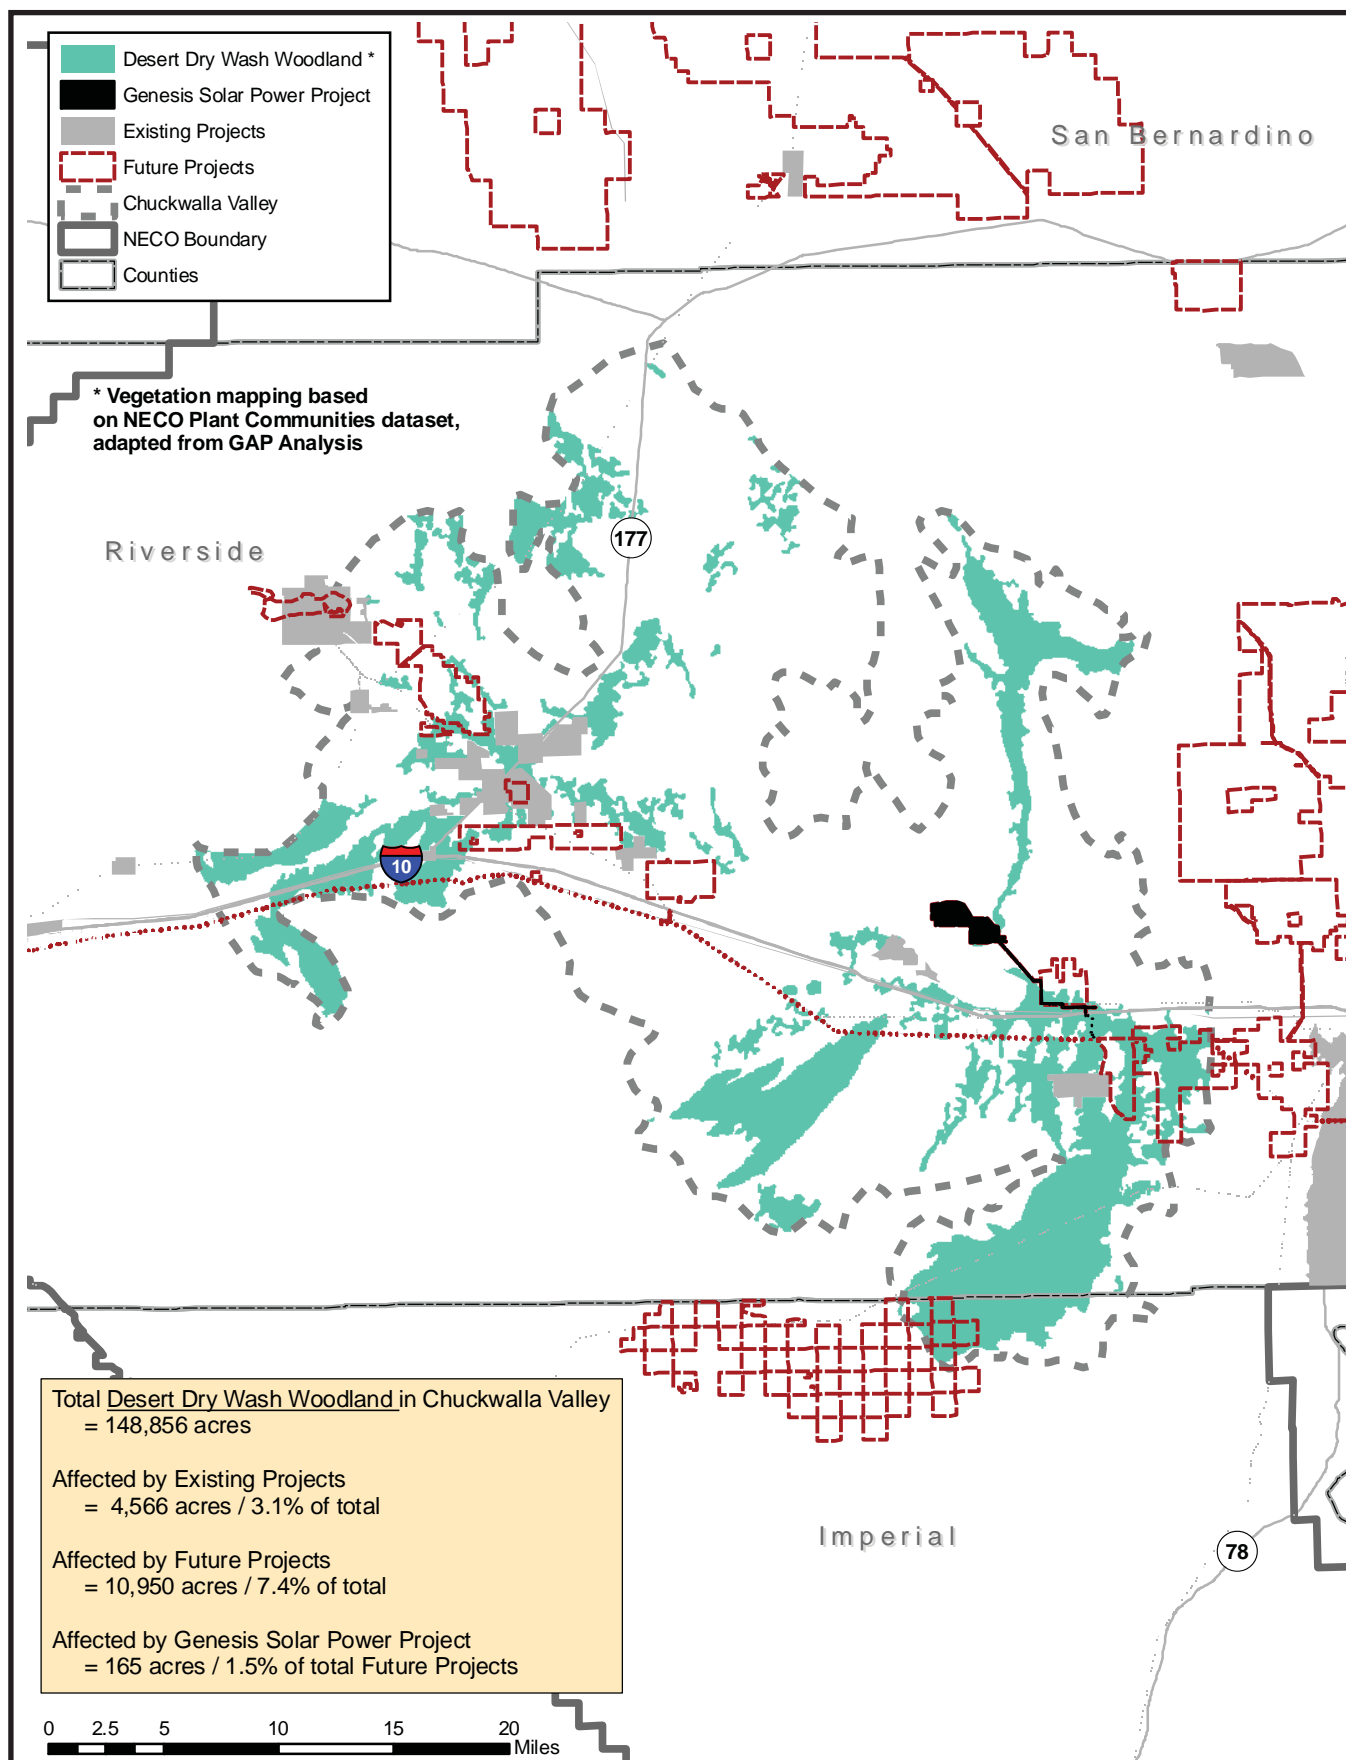 Desert Dry Wash Woodland *
Genesis Solar Power Project
Existing Projects
Future Projects
Chuckwalla Valley
NECO Boundary
Counties
San Bernardino
* Vegetation mapping based
on NECO Plant Communities dataset,
adapted from GAP Analysis
Riverside
177
10
Total Desert Dry Wash Woodland in Chuckwalla Valley
= 148,856 acres
Affected by Existing Projects
= 4,566 acres / 3.1% of total
Affected by Future Projects
= 10,950 acres / 7.4% of total
Affected by Genesis Solar Power Project
= 165 acres / 1.5% of total Future Projects
Imperial
78
0 2.5 5 10 15 20
Miles